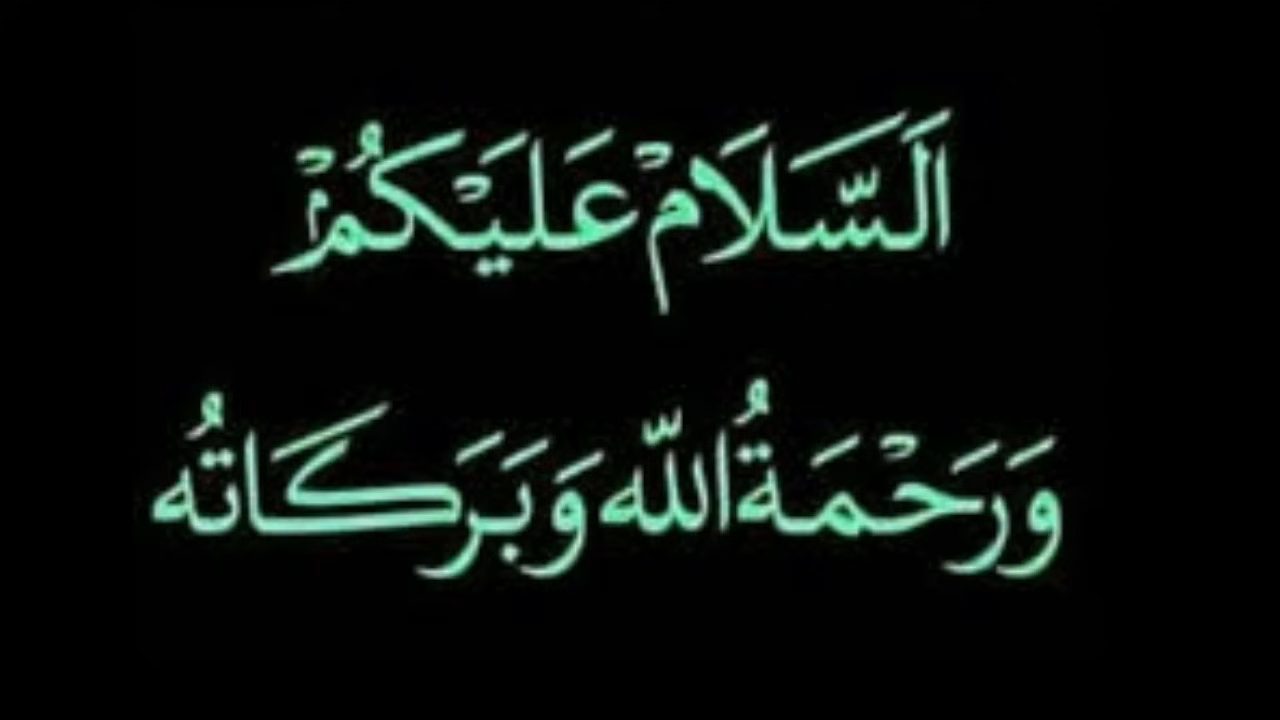 اَلسَّلَامْ عَلَيْكُمْ
وَرَحْمَةُ اللّه وَبَرَكَاتُه